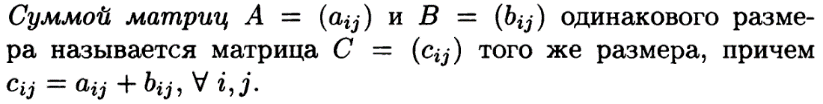 Суммой матриц A = (a_{ij}) и B = (b_{ij}) одинакового разме-
ра называется матрица C = (c_{ij}) того же размера, причем
c_{ij} = a_{ij} + b_{ij}, ∀ i, j.